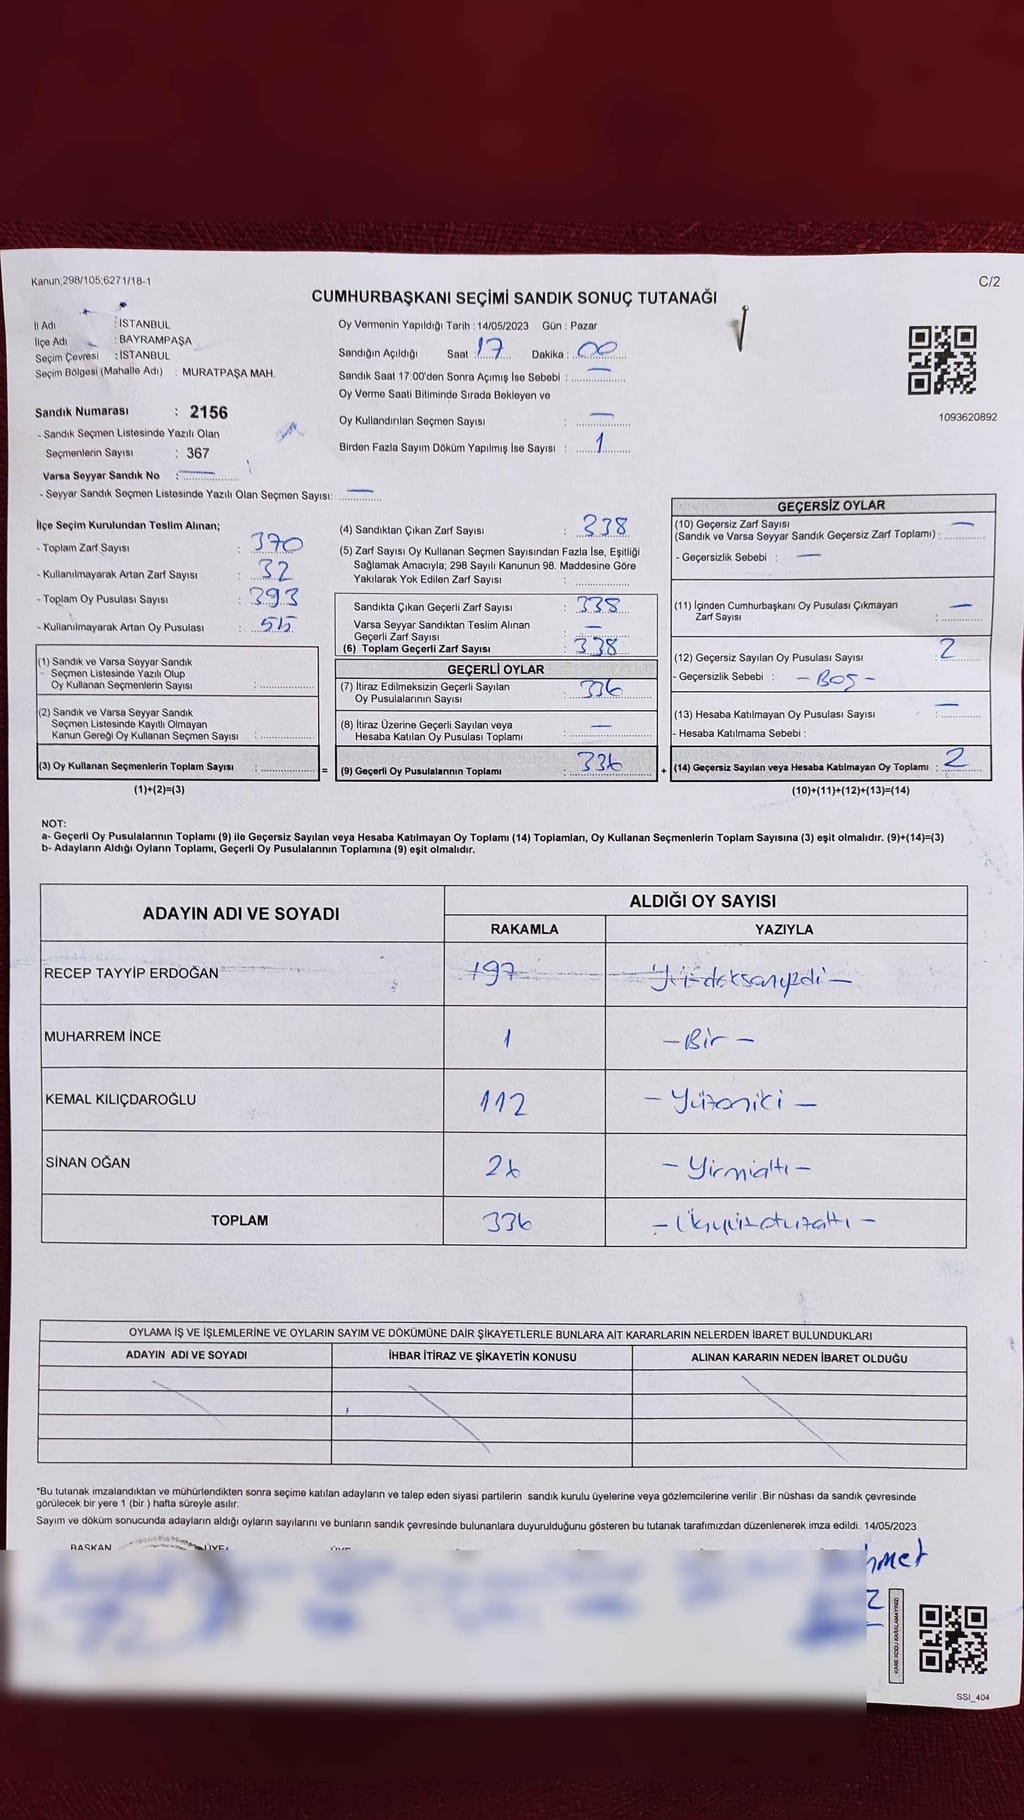 Kanun;298/105;6271/18-1
C/2
CUMHURBAŞKANI SEÇİMİ SANDIK SONUÇ TUTANAĞI
İl Adı : İSTANBUL
İlçe Adı : BAYRAMPAŞA
Seçim Çevresi : İSTANBUL
Seçim Bölgesi (Mahalle Adı) : MURATPAŞA MAH.
Sandık Numarası : 2156
- Sandık Seçmen Listesinde Yazılı Olan
Seçmenlerin Sayısı : 367
Varsa Seyyar Sandık No : —
- Seyyar Sandık Seçmen Listesinde Yazılı Olan Seçmen Sayısı: —
Oy Vermenin Yapıldığı Tarih : 14/05/2023 Gün : Pazar
Sandığın Açıldığı Saat : 17 Dakika : 00
Sandık Saat 17:00'den Sonra Açımış İse Sebebi : —
Oy Verme Saati Bitiminde Sırada Bekleyen ve
Oy Kullandırılan Seçmen Sayısı : —
Birden Fazla Sayım Döküm Yapılmış İse Sayısı : 1
1093620892
İlçe Seçim Kurulundan Teslim Alınan;
- Toplam Zarf Sayısı : 370
- Kullanılmayarak Artan Zarf Sayısı : 32
- Toplam Oy Pusulası Sayısı : 393
- Kullanılmayarak Artan Oy Pusulası : 55
(1) Sandık ve Varsa Seyyar Sandık
Seçmen Listesinde Yazılı Olup
Oy Kullanan Seçmenlerin Sayısı :
(2) Sandık ve Varsa Seyyar Sandık
Seçmen Listesinde Kayıtlı Olmayan
Kanun Gereği Oy Kullanan Seçmen Sayısı :
(3) Oy Kullanan Seçmenlerin Toplam Sayısı :
(1)+(2)=(3)
(4) Sandıktan Çıkan Zarf Sayısı : 338
(5) Zarf Sayısı Oy Kullanan Seçmen Sayısından Fazla İse, Eşitliği
Sağlamak Amacıyla; 298 Sayılı Kanunun 98. Maddesine Göre
Yakılarak Yok Edilen Zarf Sayısı :
Sandıkta Çıkan Geçerli Zarf Sayısı : 338
Varsa Seyyar Sandıktan Teslim Alınan
Geçerli Zarf Sayısı : —
(6) Toplam Geçerli Zarf Sayısı : 338
GEÇERLİ OYLAR
(7) İtiraz Edilmeksizin Geçerli Sayılan
Oy Pusulalarının Sayısı : 336
(8) İtiraz Üzerine Geçerli Sayılan veya
Hesaba Katılan Oy Pusulası Toplamı : —
= (9) Geçerli Oy Pusulalarının Toplamı : 336
GEÇERSİZ OYLAR
(10) Geçersiz Zarf Sayısı
(Sandık ve Varsa Seyyar Sandık Geçersiz Zarf Toplamı) : —
- Geçersizlik Sebebi : —
(11) İçinden Cumhurbaşkanı Oy Pusulası Çıkmayan
Zarf Sayısı : —
(12) Geçersiz Sayılan Oy Pusulası Sayısı : 2
- Geçersizlik Sebebi : - BOŞ -
(13) Hesaba Katılmayan Oy Pusulası Sayısı : —
- Hesaba Katılmama Sebebi :
+ (14) Geçersiz Sayılan veya Hesaba Katılmayan Oy Toplamı : 2
(10)+(11)+(12)+(13)=(14)
NOT:
a- Geçerli Oy Pusulalarının Toplamı (9) ile Geçersiz Sayılan veya Hesaba Katılmayan Oy Toplamı (14) Toplamları, Oy Kullanan Seçmenlerin Toplam Sayısına (3) eşit olmalıdır. (9)+(14)=(3)
b- Adayların Aldığı Oyların Toplamı, Geçerli Oy Pusulalarının Toplamına (9) eşit olmalıdır.
ADAYIN ADI VE SOYADI
ALDIĞI OY SAYISI
RAKAMLA YAZIYLA
RECEP TAYYİP ERDOĞAN 197 Yüzdoksanyedi —
MUHARREM İNCE 1 — Bir —
KEMAL KILIÇDAROĞLU 112 — Yüzoniki —
SİNAN OĞAN 26 — Yirmialtı —
TOPLAM 336 — Üçyüzotuzaltı —
OYLAMA İŞ VE İŞLEMLERİNE VE OYLARIN SAYIM VE DÖKÜMÜNE DAİR ŞİKAYETLERLE BUNLARA AİT KARARLARIN NELERDEN İBARET BULUNDUKLARI
ADAYIN ADI VE SOYADI İHBAR İTİRAZ VE ŞİKAYETİN KONUSU ALINAN KARARIN NEDEN İBARET OLDUĞU
*Bu tutanak imzalandıktan ve mühürlendikten sonra seçime katılan adayların ve talep eden siyasi partilerin sandık kurulu üyelerine veya gözlemcilerine verilir .Bir nüshası da sandık çevresinde
görülecek bir yere 1 (bir ) hafta süreyle asılır.
Sayım ve döküm sonucunda adayların aldığı oyların sayılarını ve bunların sandık çevresinde bulunanlara duyurulduğunu gösteren bu tutanak tarafımızdan düzenlenerek imza edildi. 14/05/2023
BAŞKAN ÜYE ÜYE
hmet
KARE KODU KARALAMAYINIZ!
SSI_404